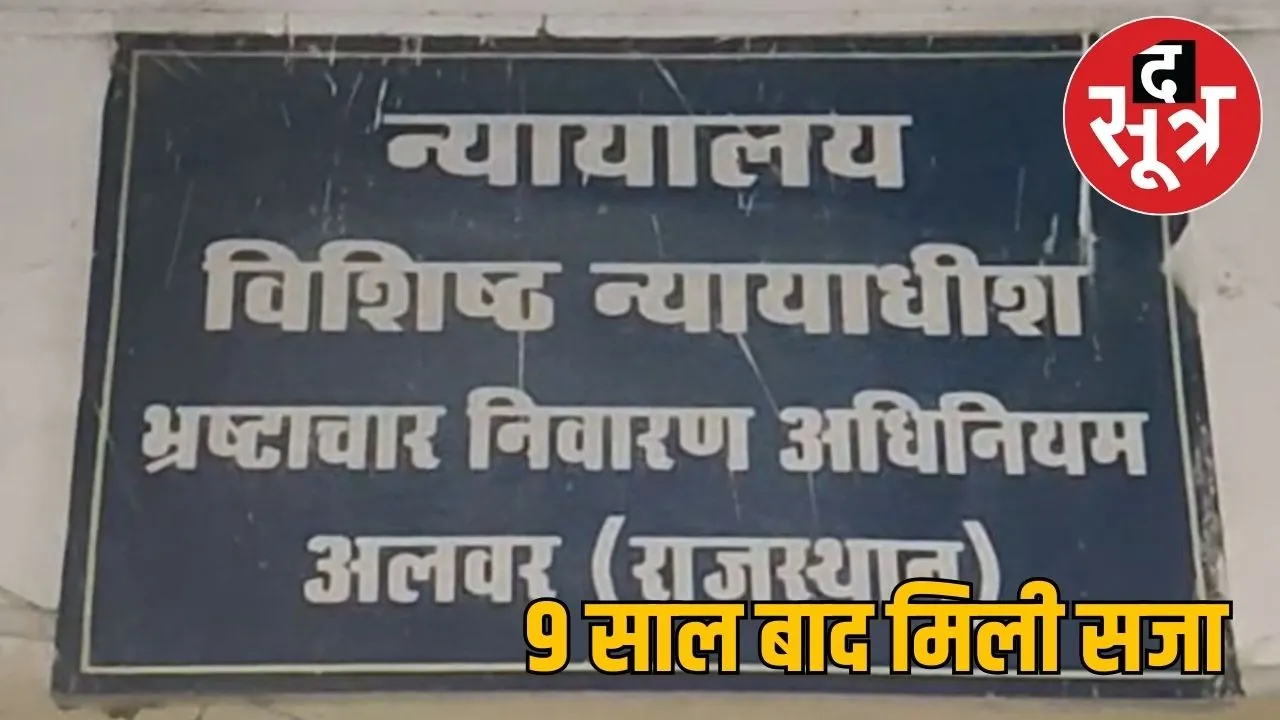 द
सूत्र
न्यायालय
विशिष्ठ न्यायाधीश
भ्रष्टाचार निवारण अधिनियम
अलवर (राजस्थान)
9 साल बाद मिली सजा